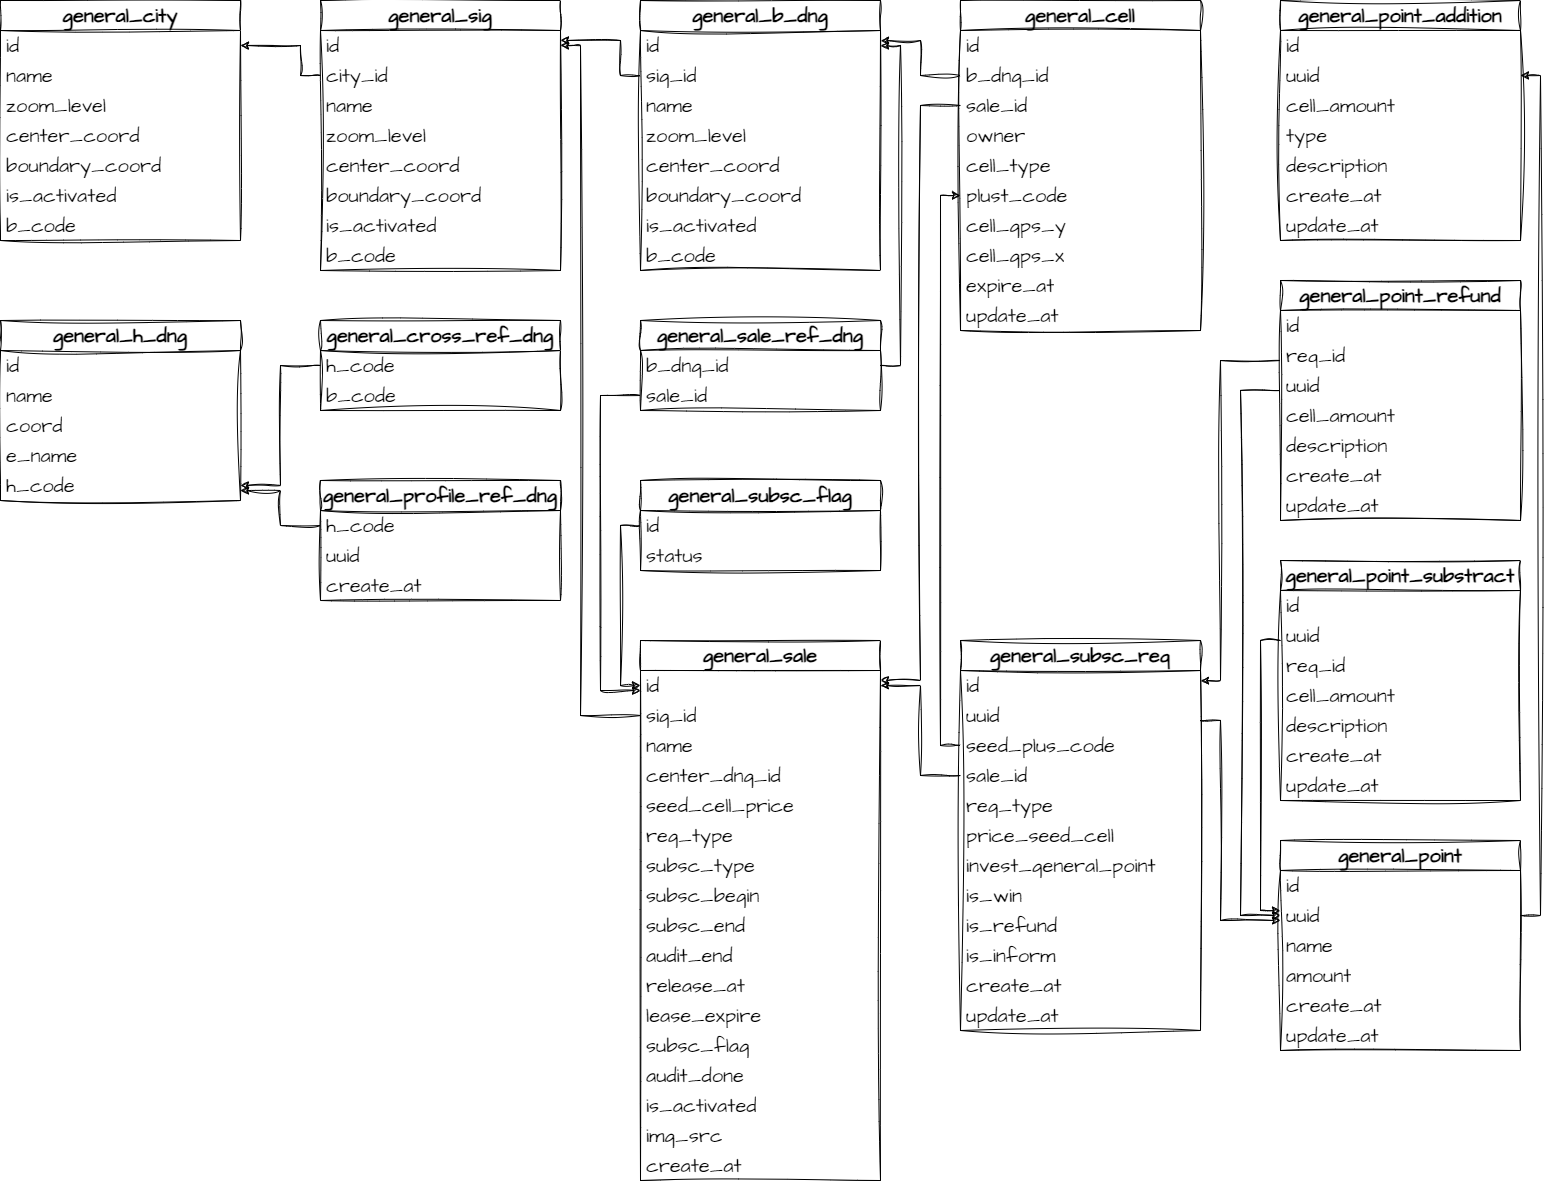 general_city
id
name
zoom_level
center_coord
boundary_coord
is_activated
b_code
general_sig
id
city_id
name
zoom_level
center_coord
boundary_coord
is_activated
b_code
general_b_dng
id
sig_id
name
zoom_level
center_coord
boundary_coord
is_activated
b_code
general_cell
id
b_dng_id
sale_id
owner
cell_type
plust_code
cell_gps_y
cell_gps_x
expire_at
update_at
general_point_addition
id
uuid
cell_amount
type
description
create_at
update_at
general_h_dng
id
name
coord
e_name
h_code
general_cross_ref_dng
h_code
b_code
general_sale_ref_dng
b_dng_id
sale_id
general_point_refund
id
req_id
uuid
cell_amount
description
create_at
update_at
general_profile_ref_dng
h_code
uuid
create_at
general_subsc_flag
id
status
general_point_substract
id
uuid
req_id
cell_amount
description
create_at
update_at
general_sale
id
sig_id
name
center_dng_id
seed_cell_price
req_type
subsc_type
subsc_begin
subsc_end
audit_end
release_at
lease_expire
subsc_flag
audit_done
is_activated
img_src
create_at
general_subsc_req
id
uuid
seed_plus_code
sale_id
req_type
price_seed_cell
invest_general_point
is_win
is_refund
is_inform
create_at
update_at
general_point
id
uuid
name
amount
create_at
update_at